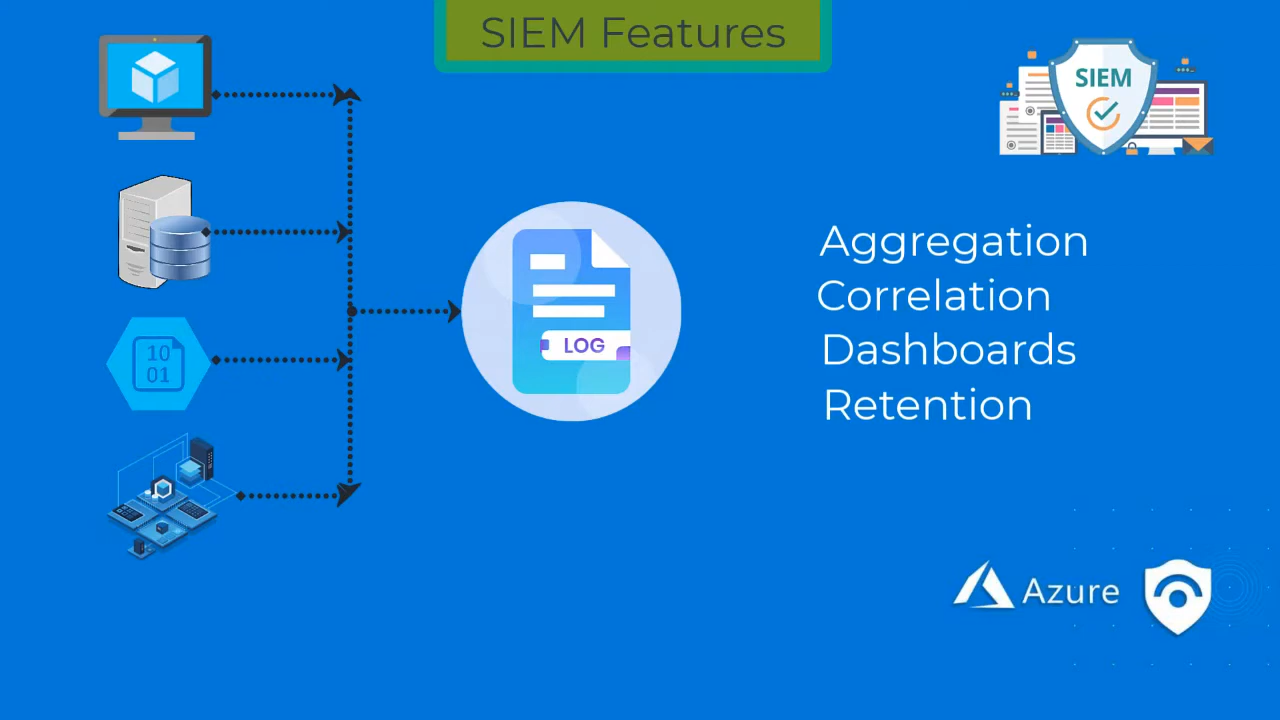 SIEM Features
SIEM
Aggregation
Correlation
Dashboards
Retention
10
01
LOG
Azure